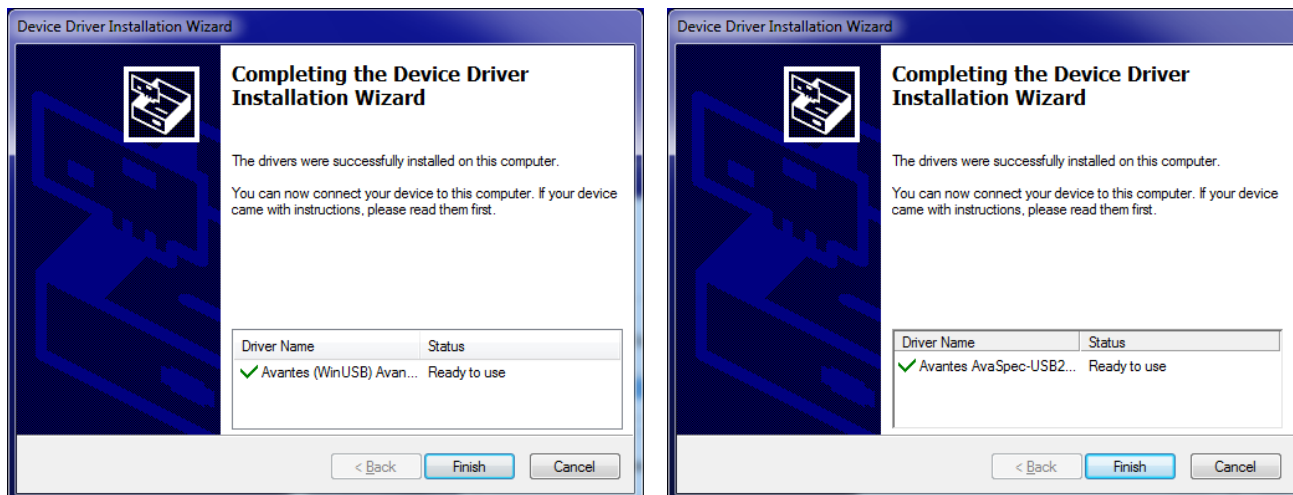 Device Driver Installation Wizard
Completing the Device Driver
Installation Wizard
The drivers were successfully installed on this computer.
You can now connect your device to this computer. If your device
came with instructions, please read them first.
Driver Name Status
Avantes (WinUSB) Avan... Ready to use
< Back Finish Cancel
Device Driver Installation Wizard
Completing the Device Driver
Installation Wizard
The drivers were successfully installed on this computer.
You can now connect your device to this computer. If your device
came with instructions, please read them first.
Driver Name Status
Avantes AvaSpec-USB2... Ready to use
< Back Finish Cancel